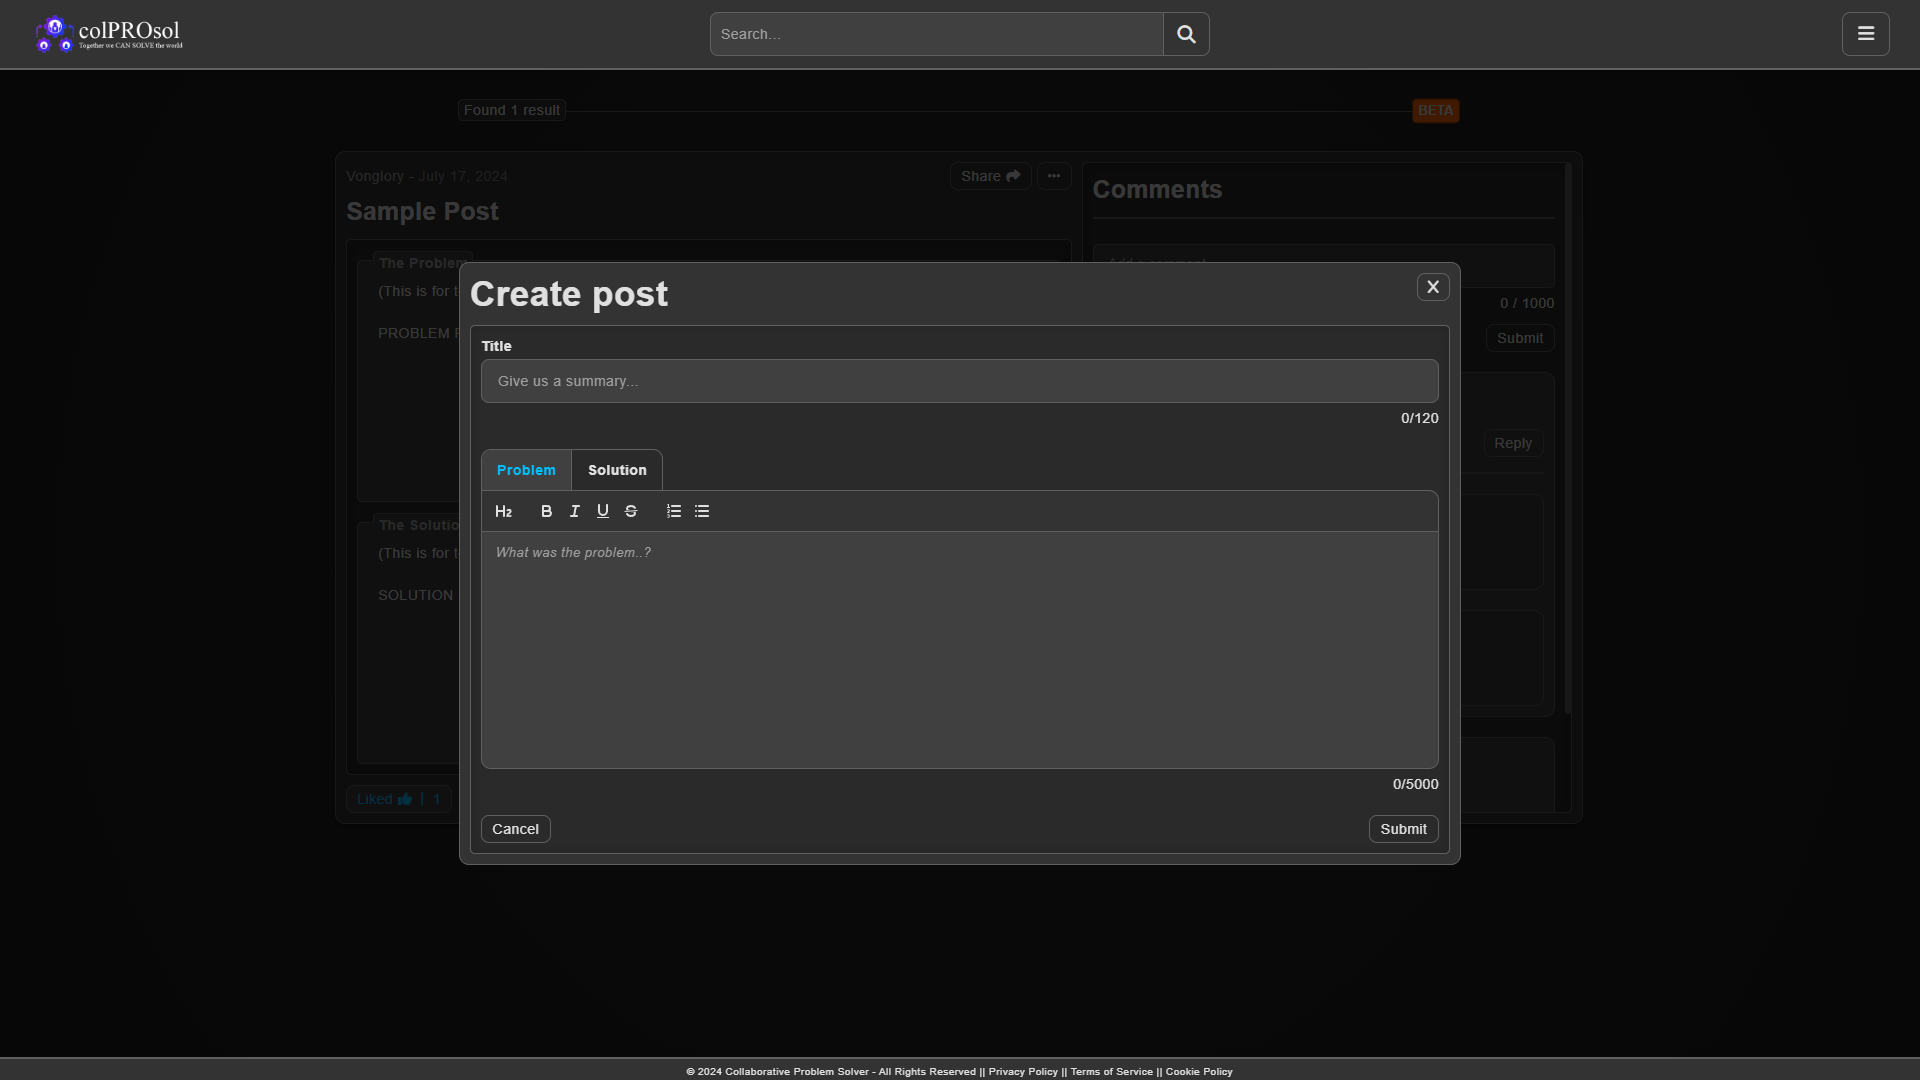 colPROsol
Together we CAN SOLVE the world
Search...
Found 1 result
BETA
Vonglory - July 17, 2024
Share
Sample Post
The Problem
(This is for t
PROBLEM
The Solutio
(This is for t
SOLUTION
Liked | 1
Comments
Add a comment
0 / 1000
Submit
Reply
Create post
X
Title
Give us a summary...
0/120
Problem
Solution
H2 B I U S
What was the problem..?
0/5000
Cancel
Submit
© 2024 Collaborative Problem Solver - All Rights Reserved || Privacy Policy || Terms of Service || Cookie Policy